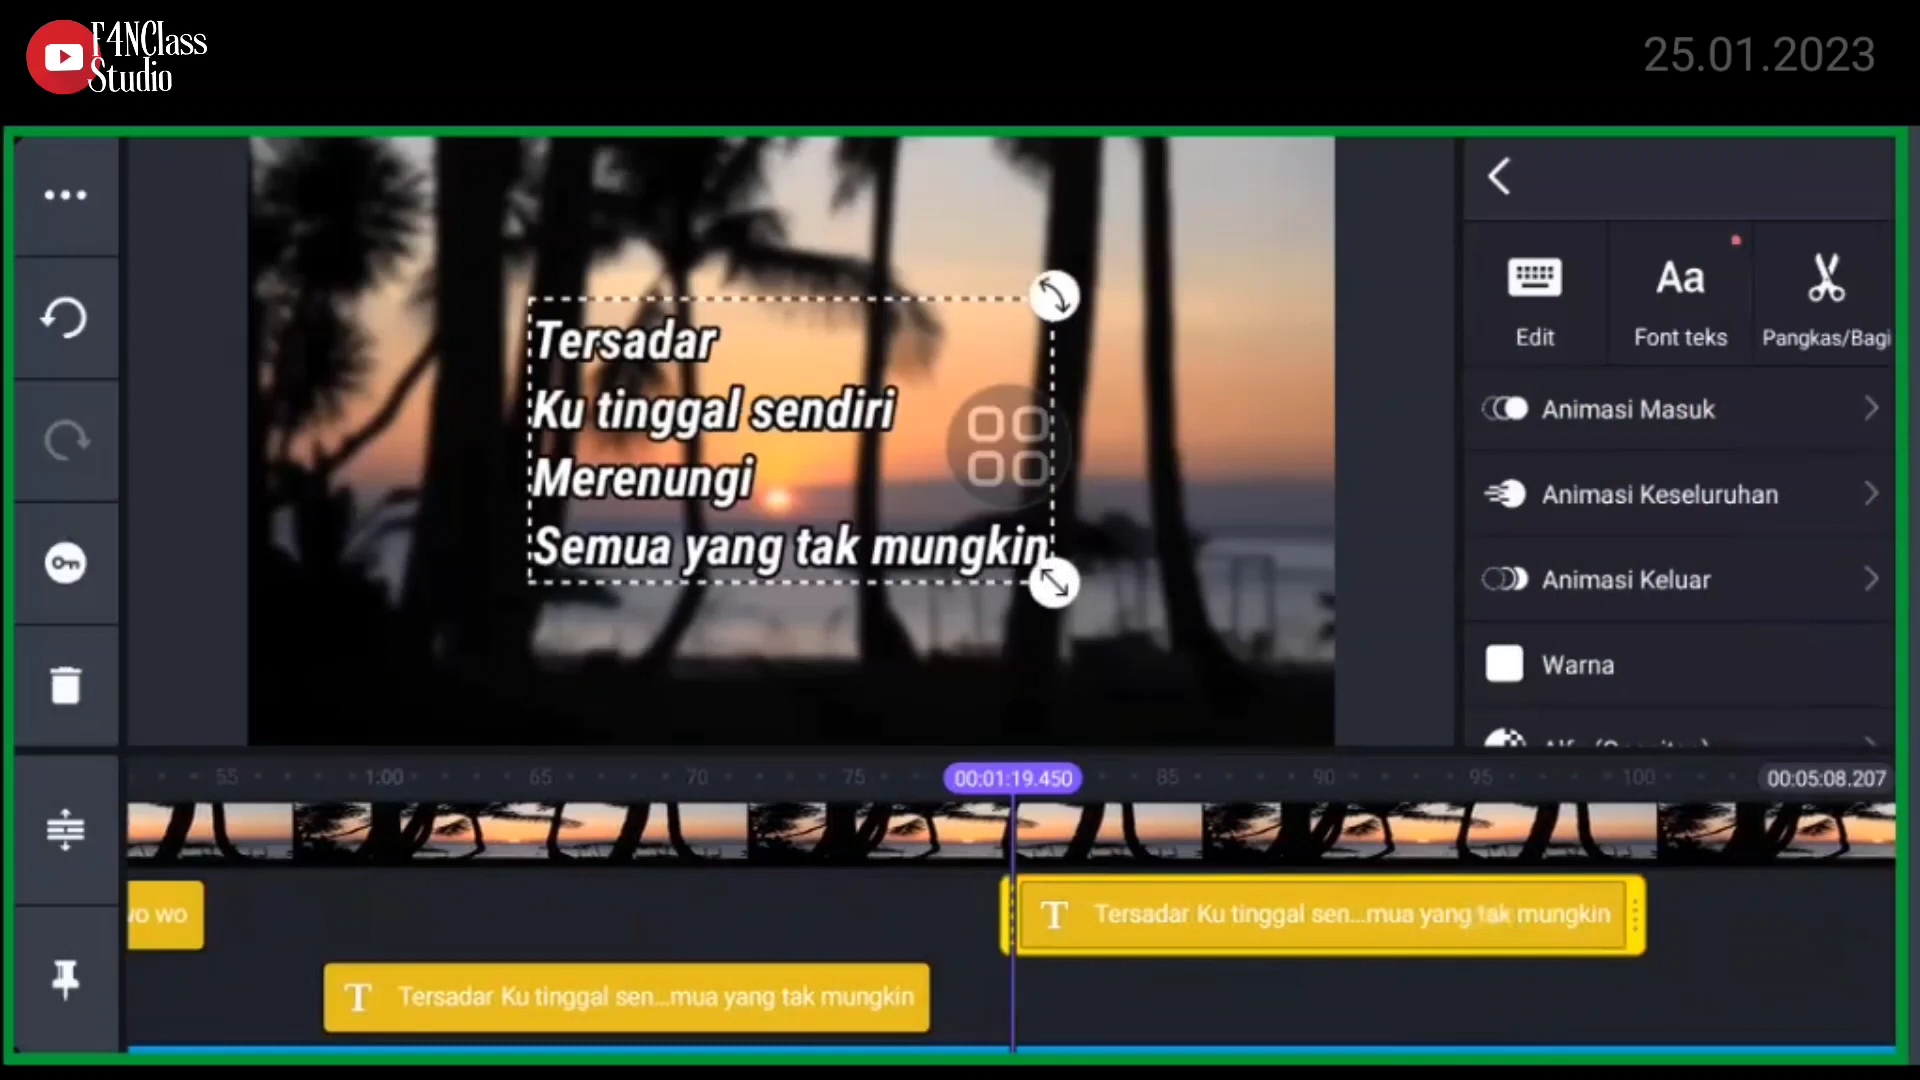 F4NClass
Studio
25.01.2023
Tersadar
Ku tinggal sendiri
Merenungi
Semua yang tak mungkin
Edit
Aa
Font teks
Pangkas/Bagi
Animasi Masuk
Animasi Keseluruhan
Animasi Keluar
Warna
55 1:00 65 70 75 00:01:19.450 85 90 95 100 00:05:08.207
wo
T Tersadar Ku tinggal sen...mua yang tak mungkin
T Tersadar Ku tinggal sen...mua yang tak mungkin